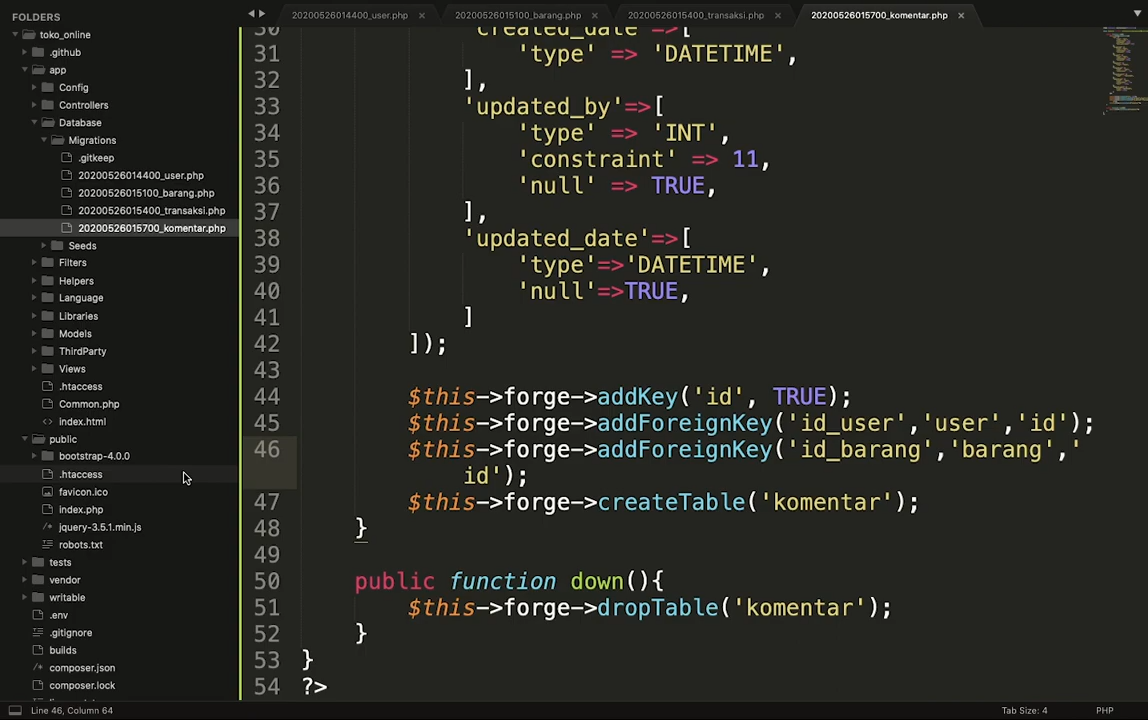 FOLDERS
toko_online
.github
app
Config
Controllers
Database
Migrations
.gitkeep
20200526014400_user.php
20200526015100_barang.php
20200526015400_transaksi.php
20200526015700_komentar.php
Seeds
Filters
Helpers
Language
Libraries
Models
ThirdParty
Views
.htaccess
Common.php
index.html
public
bootstrap-4.0.0
.htaccess
favicon.ico
index.php
jquery-3.5.1.min.js
robots.txt
tests
vendor
writable
.env
.gitignore
builds
composer.json
composer.lock
20200526014400_user.php 20200526015100_barang.php 20200526015400_transaksi.php 20200526015700_komentar.php
30 'created_date'=>[
31 'type' => 'DATETIME',
32 ],
33 'updated_by'=>[
34 'type' => 'INT',
35 'constraint' => 11,
36 'null' => TRUE,
37 ],
38 'updated_date'=>[
39 'type'=>'DATETIME',
40 'null'=>TRUE,
41 ]
42 ]);
43
44 $this->forge->addKey('id', TRUE);
45 $this->forge->addForeignKey('id_user','user','id');
46 $this->forge->addForeignKey('id_barang','barang','
id');
47 $this->forge->createTable('komentar');
48 }
49
50 public function down(){
51 $this->forge->dropTable('komentar');
52 }
53 }
54 ?>
Line 46, Column 64
Tab Size: 4
PHP